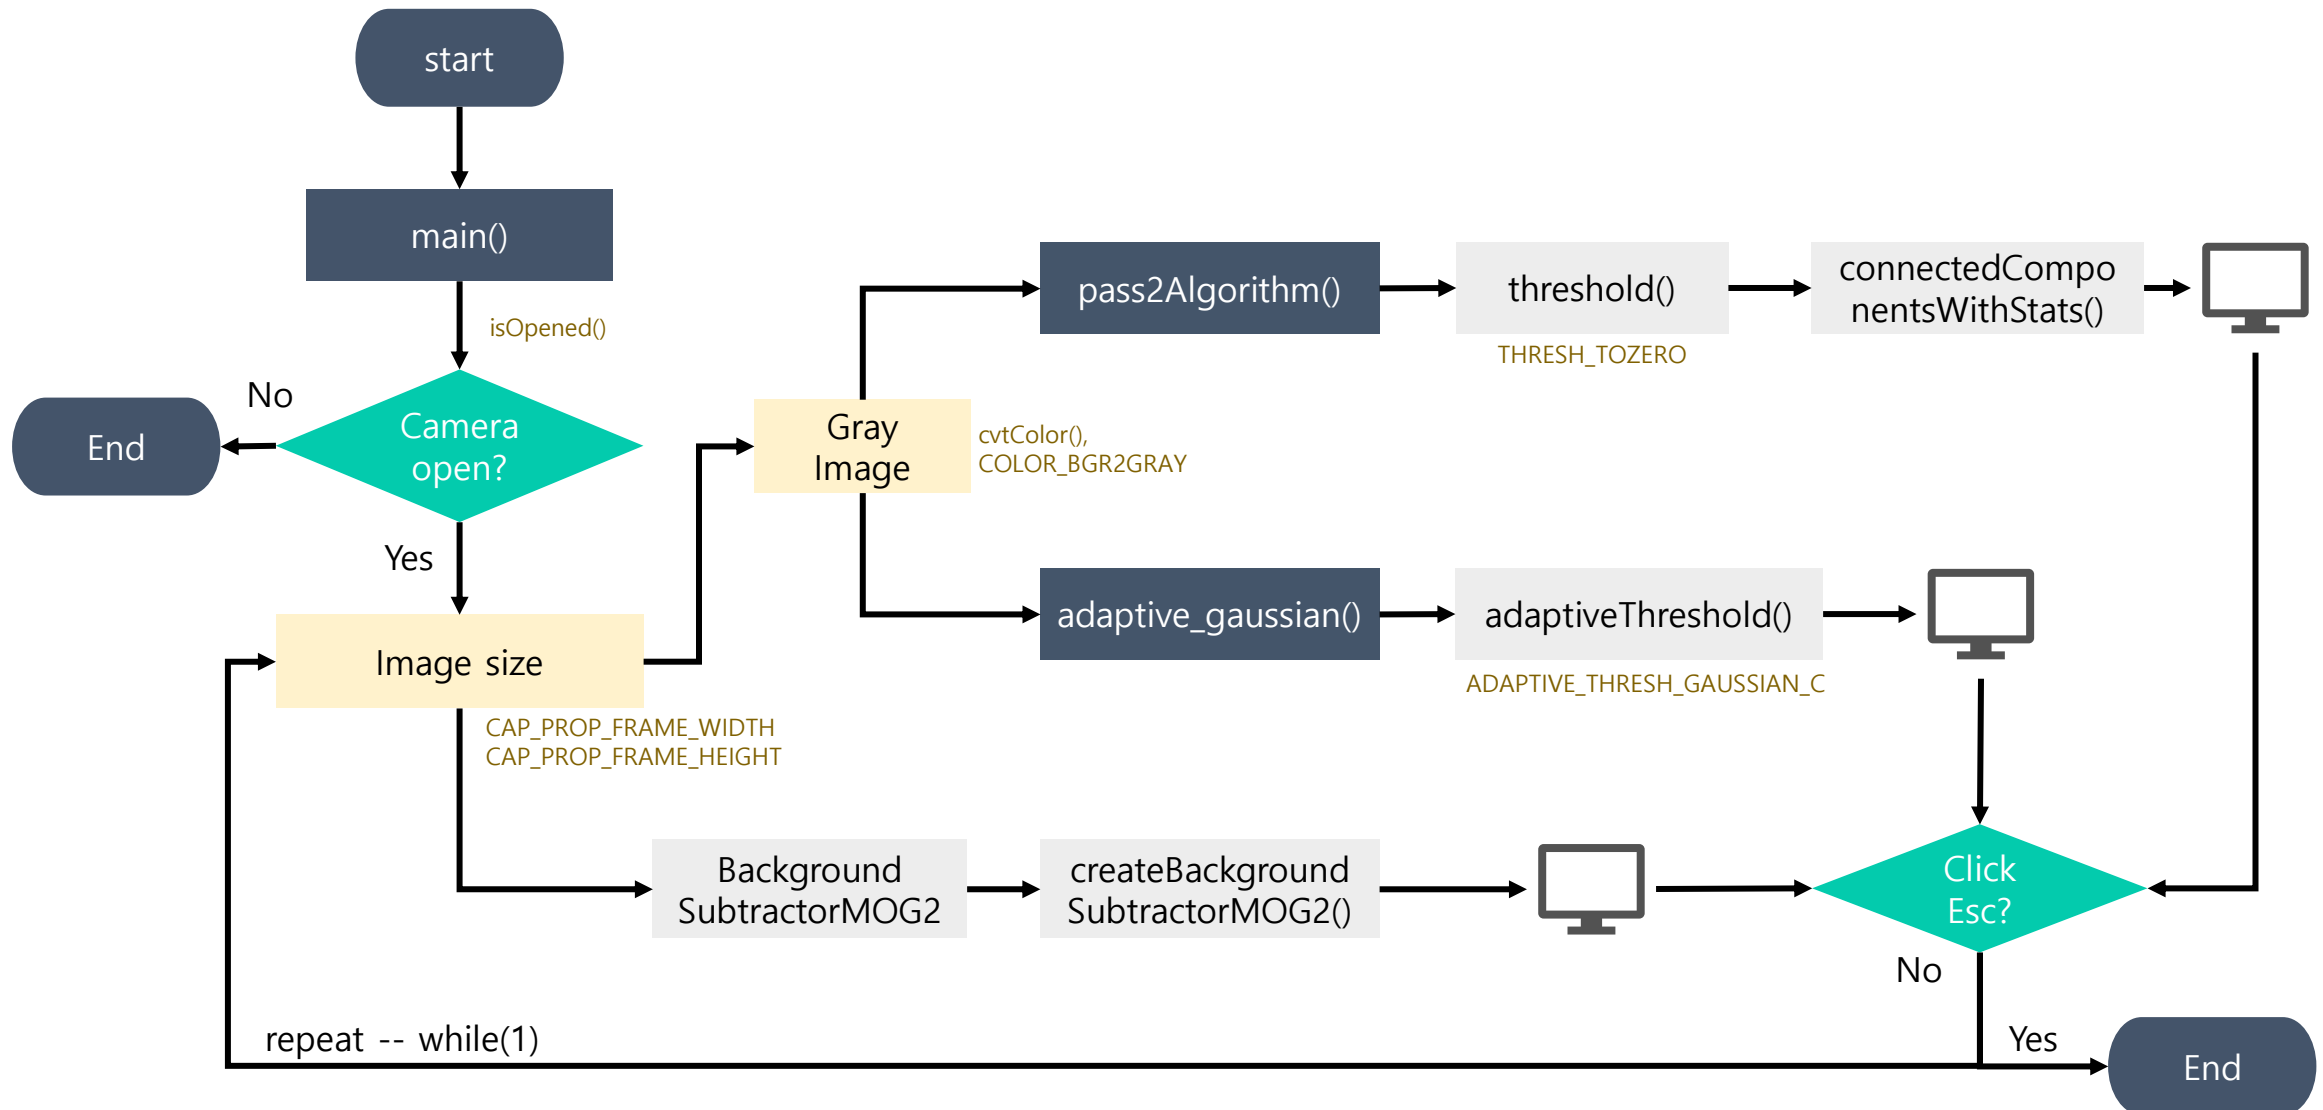 start
main()
isOpened()
No
Camera
open?
End
Yes
Image size
CAP_PROP_FRAME_WIDTH
CAP_PROP_FRAME_HEIGHT
Gray
Image
cvtColor(),
COLOR_BGR2GRAY
pass2Algorithm()
threshold()
THRESH_TOZERO
connectedCompo
nentsWithStats()
adaptive_gaussian()
adaptiveThreshold()
ADAPTIVE_THRESH_GAUSSIAN_C
Background
SubtractorMOG2
createBackground
SubtractorMOG2()
Click
Esc?
No
repeat -- while(1)
Yes
End